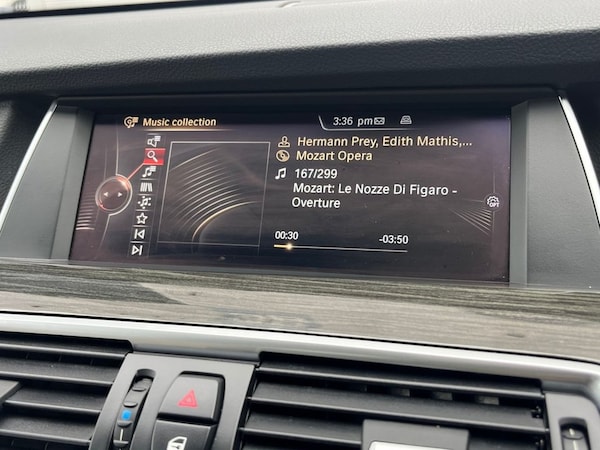 Music collection
3:36 pm
Hermann Prey, Edith Mathis,...
Mozart Opera
167/299
Mozart: Le Nozze Di Figaro -
Overture
00:30
-03:50
OPT